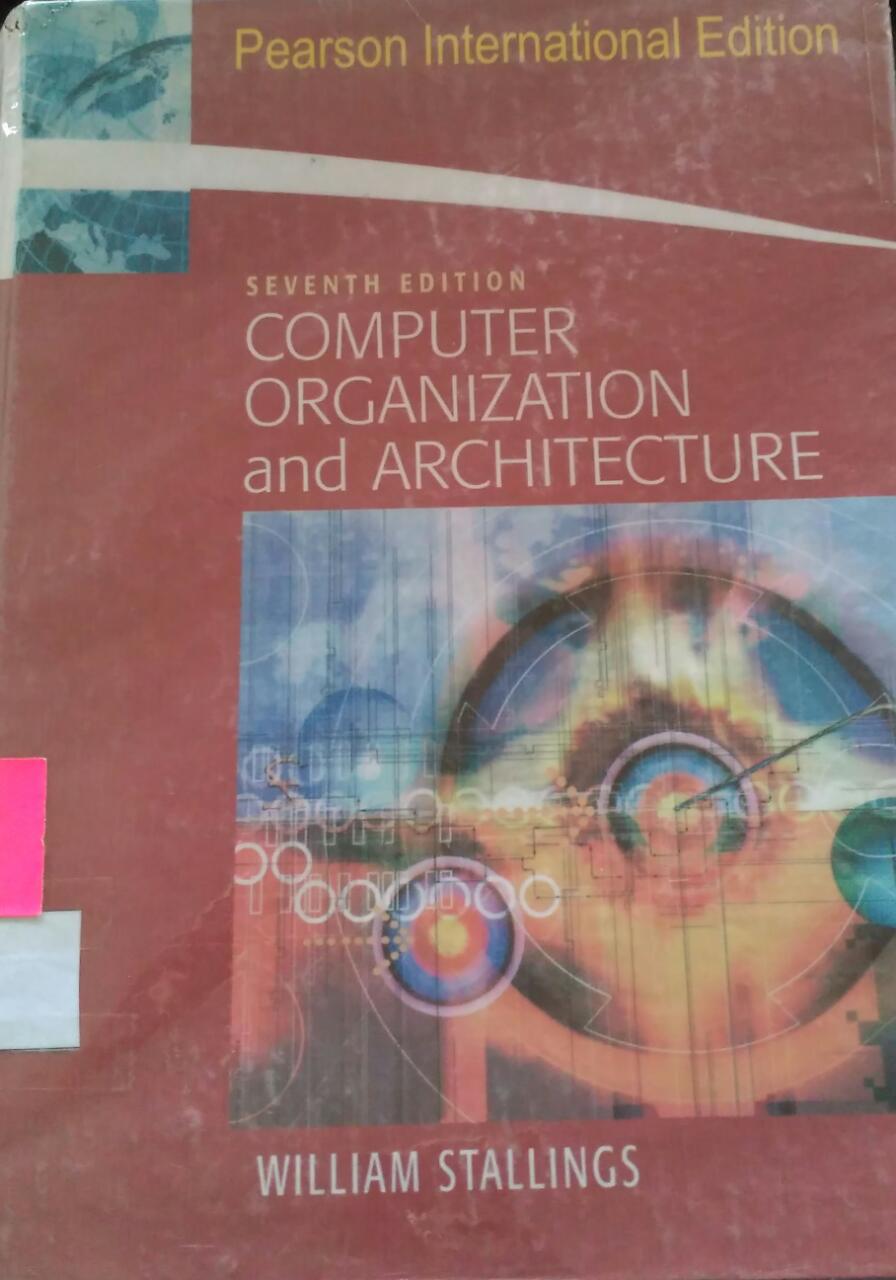 Pearson International Edition
SEVENTH EDITION
COMPUTER
ORGANIZATION
and ARCHITECTURE
WILLIAM STALLINGS